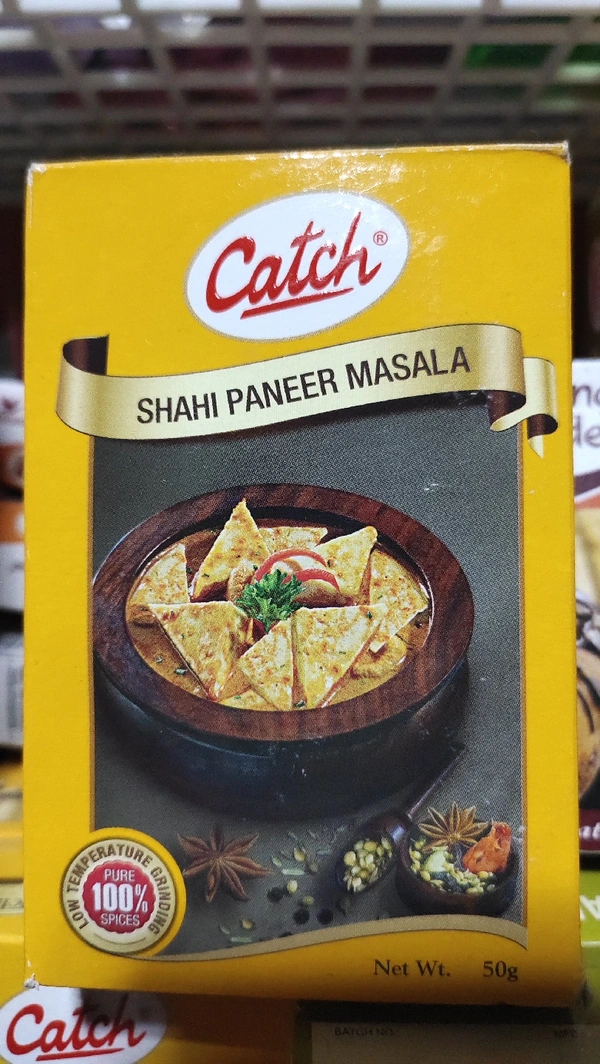 Catch®
SHAHI PANEER MASALA
LOW TEMPERATURE GRINDING
PURE
100%
SPICES
Net Wt. 50g
Catch
BATCH NO.